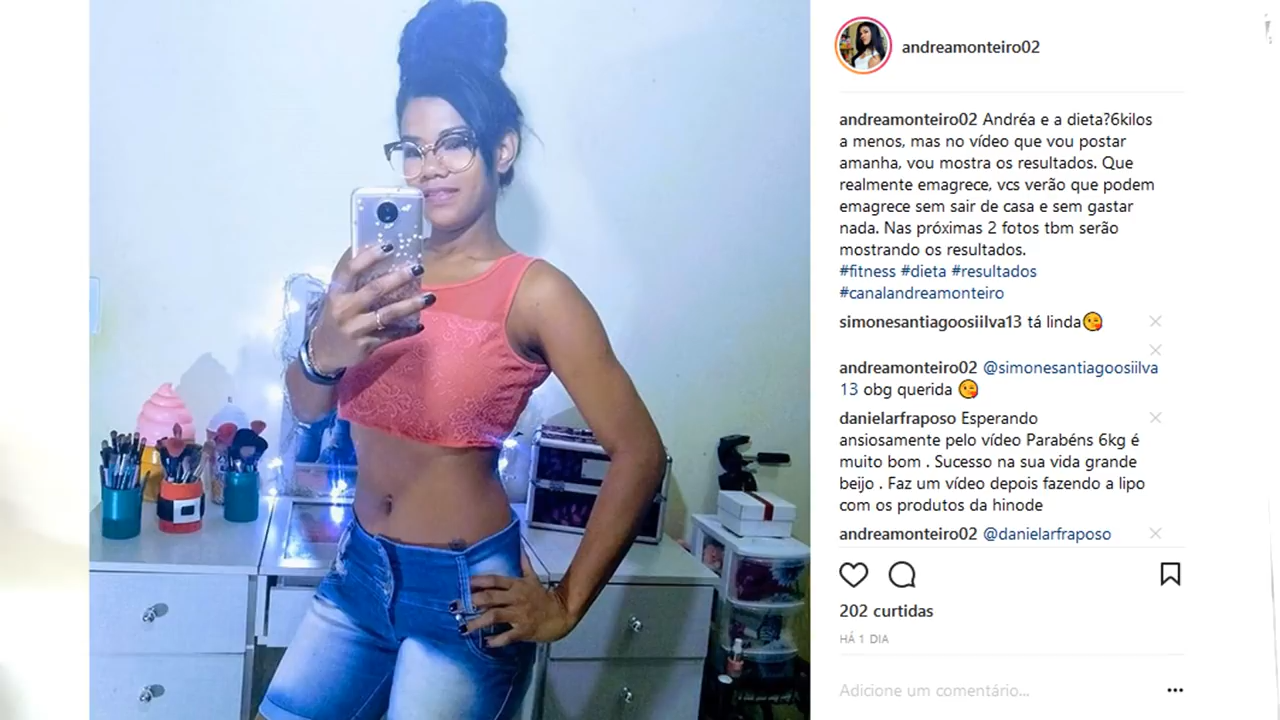 andreamonteiro02
andreamonteiro02 Andréa e a dieta?6kilos
a menos, mas no vídeo que vou postar
amanha, vou mostra os resultados. Que
realmente emagrece, vcs verão que podem
emagrece sem sair de casa e sem gastar
nada. Nas próximas 2 fotos tbm serão
mostrando os resultados.
#fitness #dieta #resultados
#canalandreamonteiro
simonesantiagoosiilva13 tá linda😘
andreamonteiro02 @simonesantiagoosiilva
13 obg querida 😘
danielarfraposo Esperando
ansiosamente pelo vídeo Parabéns 6kg é
muito bom . Sucesso na sua vida grande
beijo . Faz um vídeo depois fazendo a lipo
com os produtos da hinode
andreamonteiro02 @danielarfraposo
202 curtidas
HÁ 1 DIA
Adicione um comentário...